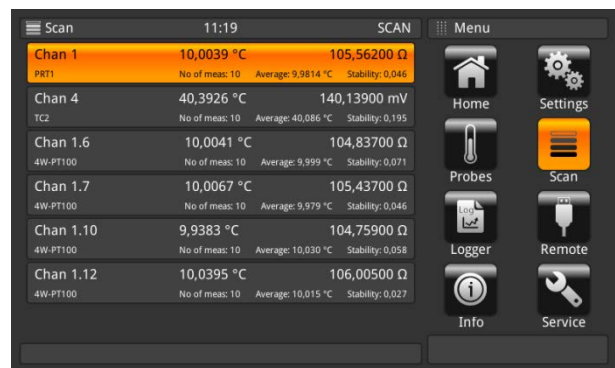 Scan 11:19 SCAN
Chan 1 10,0039 °C 105,56200 Ω
PRT1 No of meas: 10 Average: 9,9814 °C Stability: 0,046
Chan 4 40,3926 °C 140,13900 mV
TC2 No of meas: 10 Average: 40,086 °C Stability: 0,195
Chan 1.6 10,0041 °C 104,83700 Ω
4W-PT100 No of meas: 10 Average: 9,999 °C Stability: 0,071
Chan 1.7 10,0067 °C 105,43700 Ω
4W-PT100 No of meas: 10 Average: 9,979 °C Stability: 0,046
Chan 1.10 9,9383 °C 104,75900 Ω
4W-PT100 No of meas: 10 Average: 10,030 °C Stability: 0,058
Chan 1.12 10,0395 °C 106,00500 Ω
4W-PT100 No of meas: 10 Average: 10,015 °C Stability: 0,027
Menu
Home Settings
Probes Scan
Log
Logger Remote
Info Service